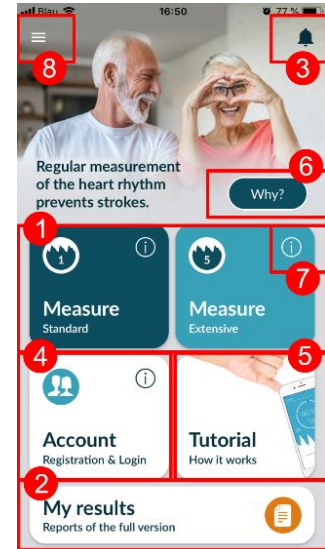 Blau 16:50 77 %
8
3
Regular measurement
of the heart rhythm
prevents strokes.
6
Why?
1
7
1
5
Measure
Standard
Measure
Extensive
4
5
Account
Registration & Login
Tutorial
How it works
2
My results
Reports of the full version